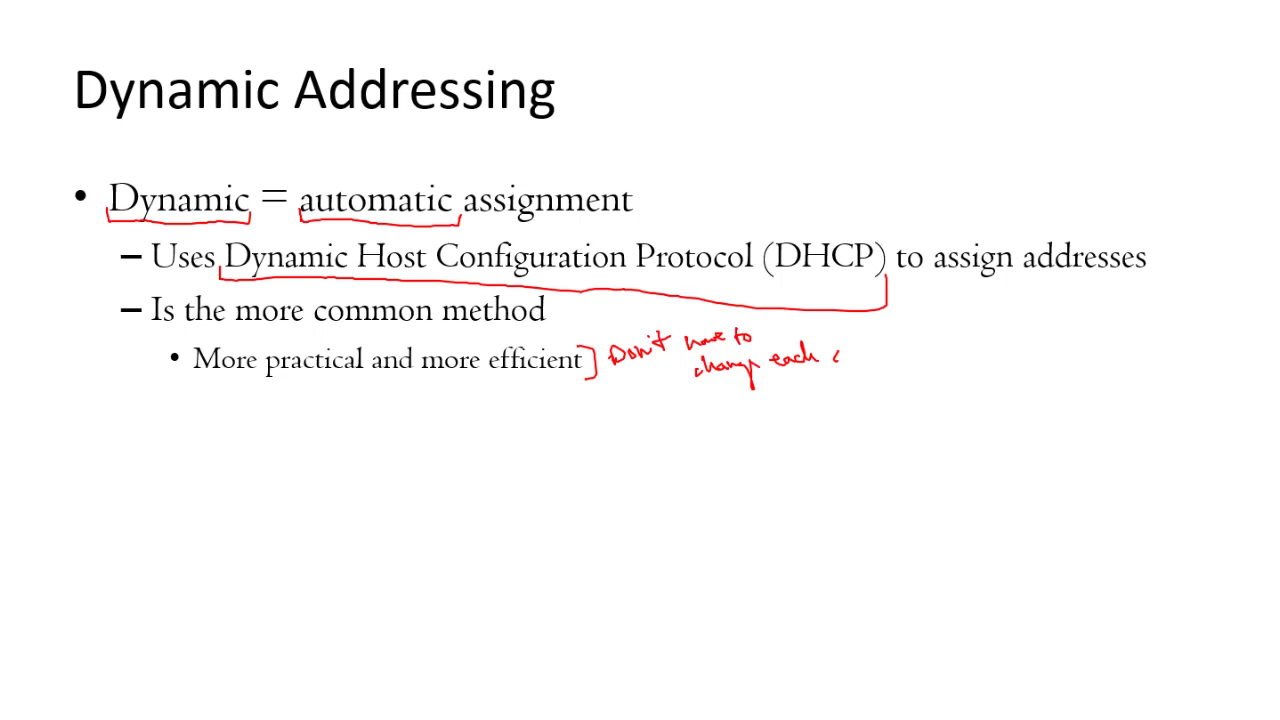 Dynamic Addressing
• Dynamic = automatic assignment
– Uses Dynamic Host Configuration Protocol (DHCP) to assign addresses
– Is the more common method
• More practical and more efficient
Don't have to
change each